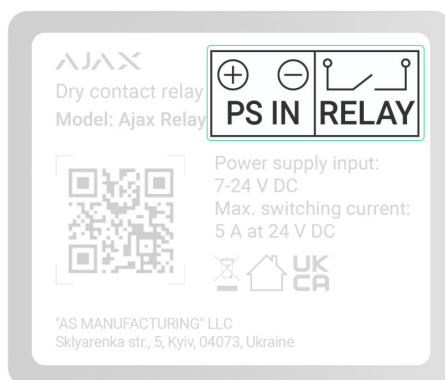 AJAX
Dry contact relay
Model: Ajax Relay
PS IN RELAY
Power supply input:
7-24 V DC
Max. switching current:
5 A at 24 V DC
UK
CA
"AS MANUFACTURING" LLC
Sklyarenka str., 5, Kyiv, 04073, Ukraine